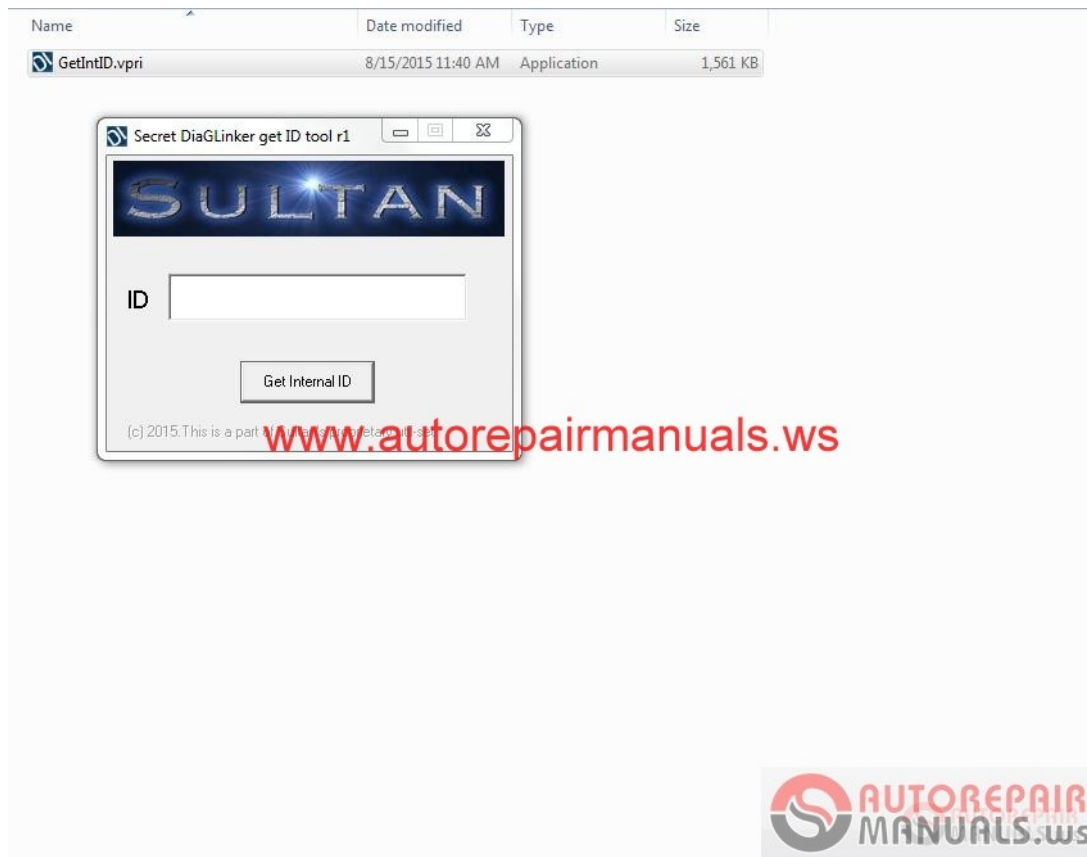 Name Date modified Type Size
GetIntID.vpri 8/15/2015 11:40 AM Application 1,561 KB
Secret DiaGLinker get ID tool r1
SULTAN
ID
Get Internal ID
(c) 2015.This is a part
www.autorepairmanuals.ws
AUTOREPAIR
MANUALS.ws